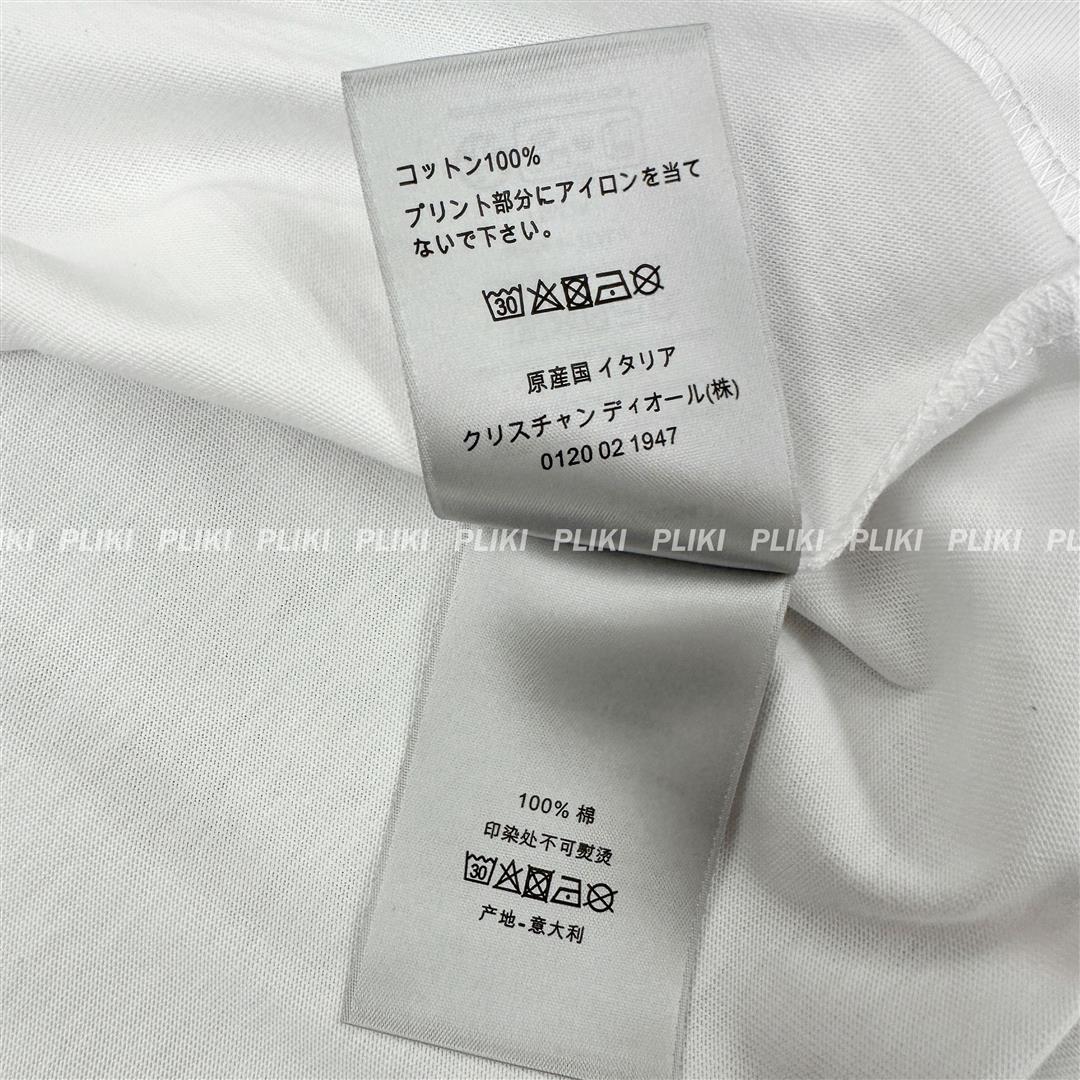 コットン100%
プリント部分にアイロンを当て
ないで下さい。
30
原産国 イタリア
クリスチャン ディオール(株)
0120 02 1947
PLIKI PLIKI PLIKI PLIKI PLIKI PLIKI PLIKI PLIKI PLIKI PLIKI
100% 棉
印染处不可熨烫
30
产地-意大利